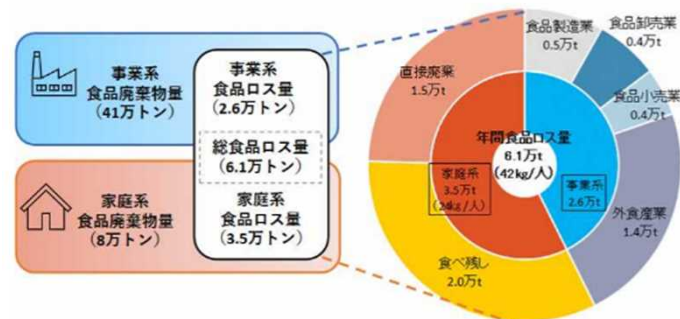 事業系
食品廃棄物量
（41万トン）
事業系
食品ロス量
（2.6万トン）
総食品ロス量
（6.1万トン）
家庭系
食品ロス量
（3.5万トン）
家庭系
食品廃棄物量
（8万トン）
食品製造業
0.5万t
食品卸売業
0.4万t
食品小売業
0.4万t
外食産業
1.4万t
食べ残し
2.0万t
直接廃棄
1.5万t
年間食品ロス量
6.1万t
(42kg/人)
家庭系
3.5万t
(24kg/人)
事業系
2.6万t